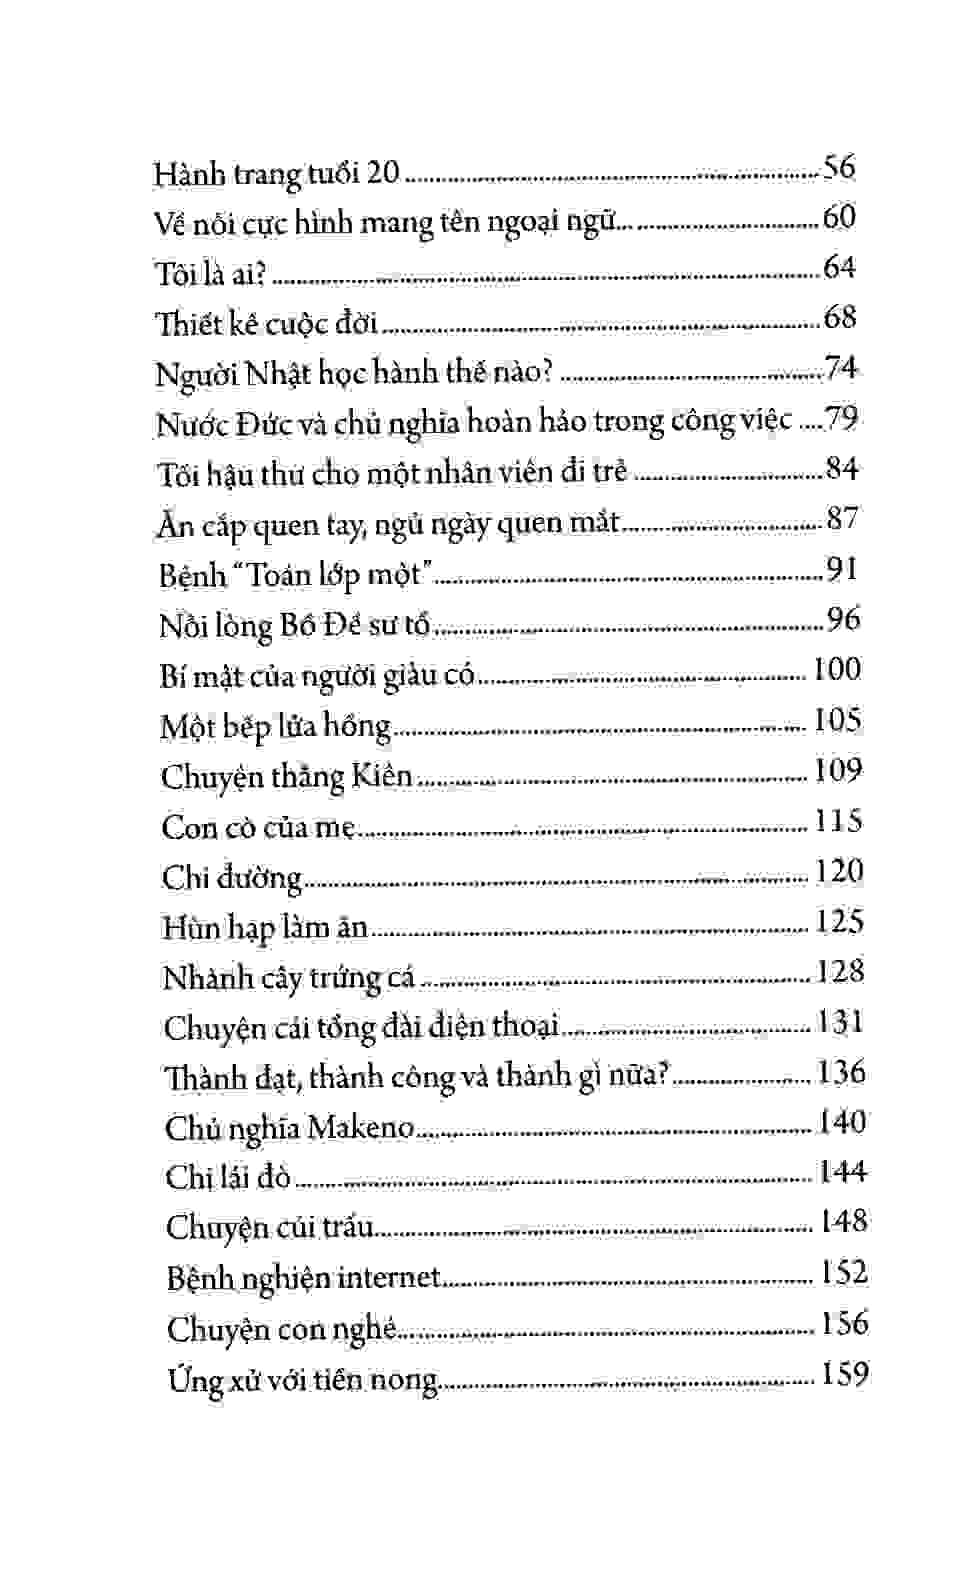 Hành trang tuổi 20 56
Về nỗi cực hình mang tên ngoại ngữ 60
Tôi là ai? 64
Thiết kế cuộc đời 68
Người Nhật học hành thế nào? 74
Nước Đức và chủ nghĩa hoàn hảo trong công việc 79
Tối hậu thư cho một nhân viên đi trễ 84
Ăn cắp quen tay, ngủ ngày quen mắt 87
Bệnh “Toán lớp một” 91
Nỗi lòng Bồ Đề sư tổ 96
Bí mật của người giàu có 100
Một bếp lửa hồng 105
Chuyện thằng Kiên 109
Con cò của mẹ 115
Chỉ đường 120
Hùn hạp làm ăn 125
Nhành cây trứng cá 128
Chuyện cái tổng đài điện thoại 131
Thành đạt, thành công và thành gì nữa? 136
Chủ nghĩa Makeno 140
Chị lái đò 144
Chuyện củi trấu 148
Bệnh nghiện internet 152
Chuyện con nghé 156
Ứng xử với tiền nong 159